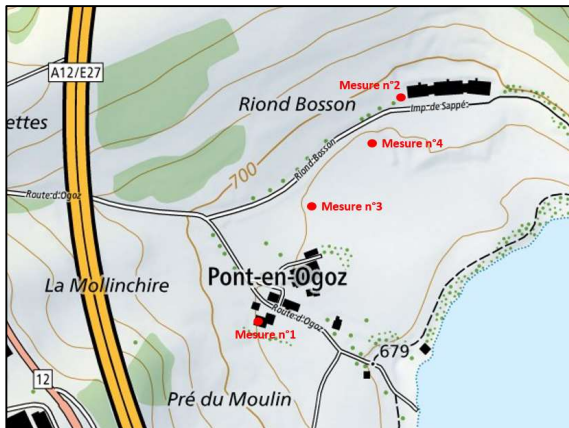 A12/E27
Mesure n°2
Riond Bosson
Imp. de Sappé
ettes
Mesure n°4
Riond Bosson
700
Route d'Ogoz
Mesure n°3
Pont-en-Ogoz
La Mollinchire
Route d'Ogoz
Mesure n°1
679
12
Pré du Moulin